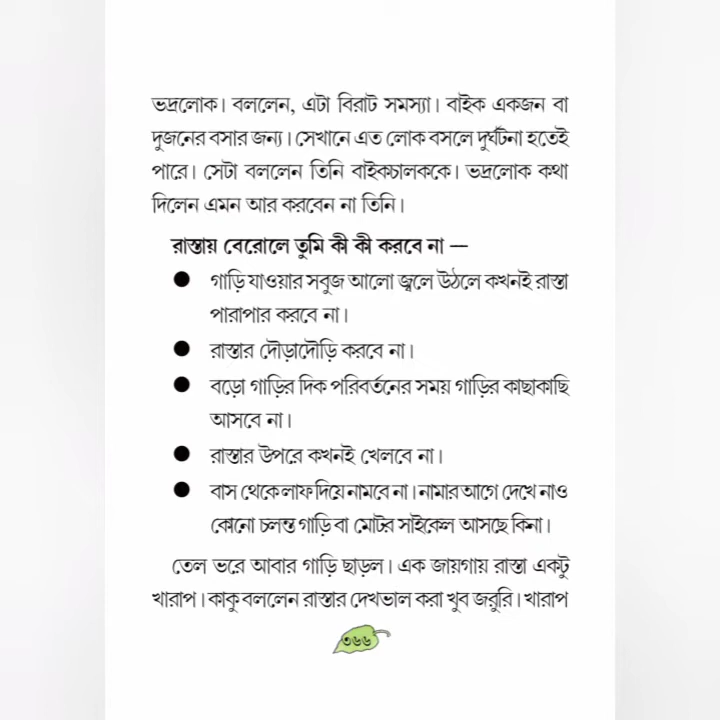 ভদ্রলোক। বললেন, এটা বিরাট সমস্যা। বাইক একজন বা
দুজনের বসার জন্য। সেখানে এত লোক বসলে দুর্ঘটনা হতেই
পারে। সেটা বললেন তিনি বাইকচালককে। ভদ্রলোক কথা
দিলেন এমন আর করবেন না তিনি।
রাস্তায় বেরোলে তুমি কী কী করবে না —
● গাড়ি যাওয়ার সবুজ আলো জ্বলে উঠলে কখনই রাস্তা
পারাপার করবে না।
● রাস্তার দৌড়াদৌড়ি করবে না।
● বড়ো গাড়ির দিক পরিবর্তনের সময় গাড়ির কাছাকাছি
আসবে না।
● রাস্তার উপরে কখনই খেলবে না।
● বাস থেকে লাফ দিয়ে নামবে না। নামার আগে দেখে নাও
কোনো চলন্ত গাড়ি বা মোটর সাইকেল আসছে কিনা।
তেল ভরে আবার গাড়ি ছাড়ল। এক জায়গায় রাস্তা একটু
খারাপ। কাকু বললেন রাস্তার দেখভাল করা খুব জরুরি। খারাপ
৩৬৬